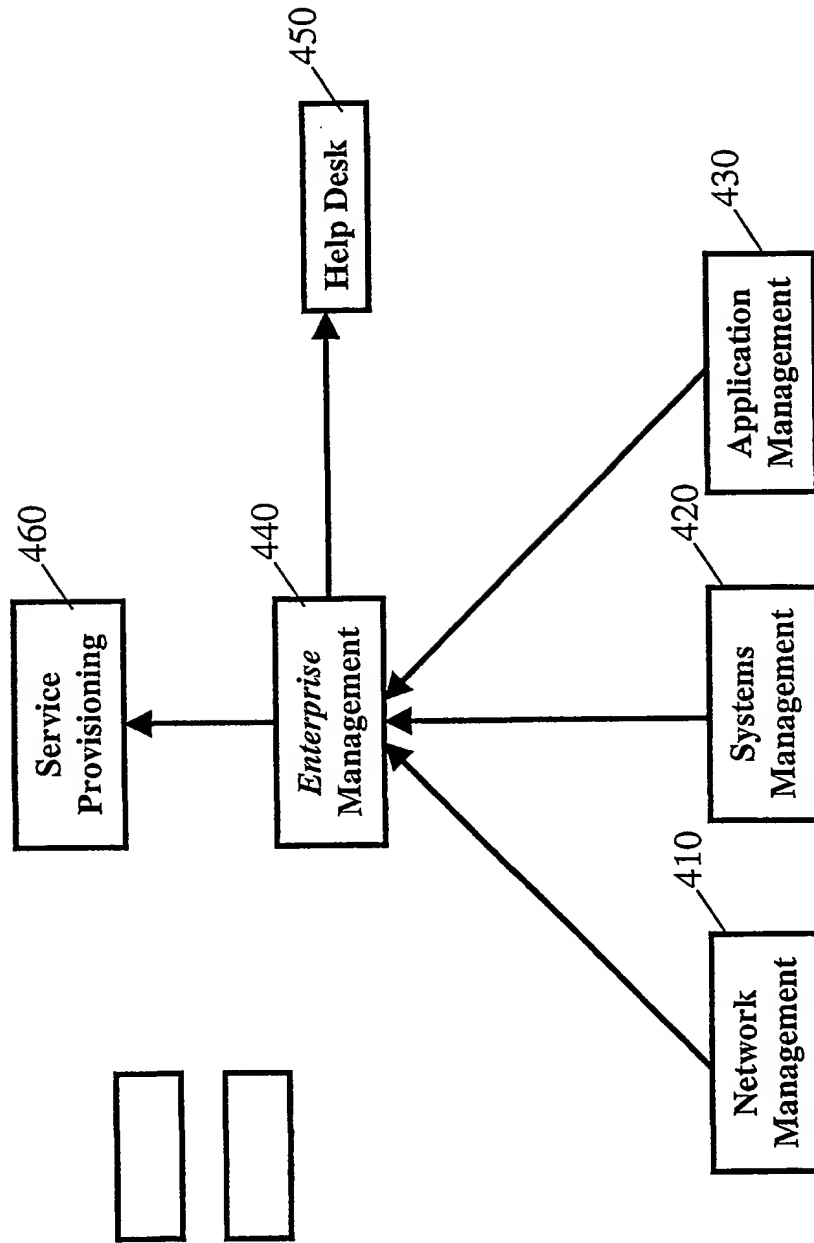 460
Service
Provisioning
440
Enterprise
Management
450
Help Desk
410
Network
Management
420
Systems
Management
430
Application
Management